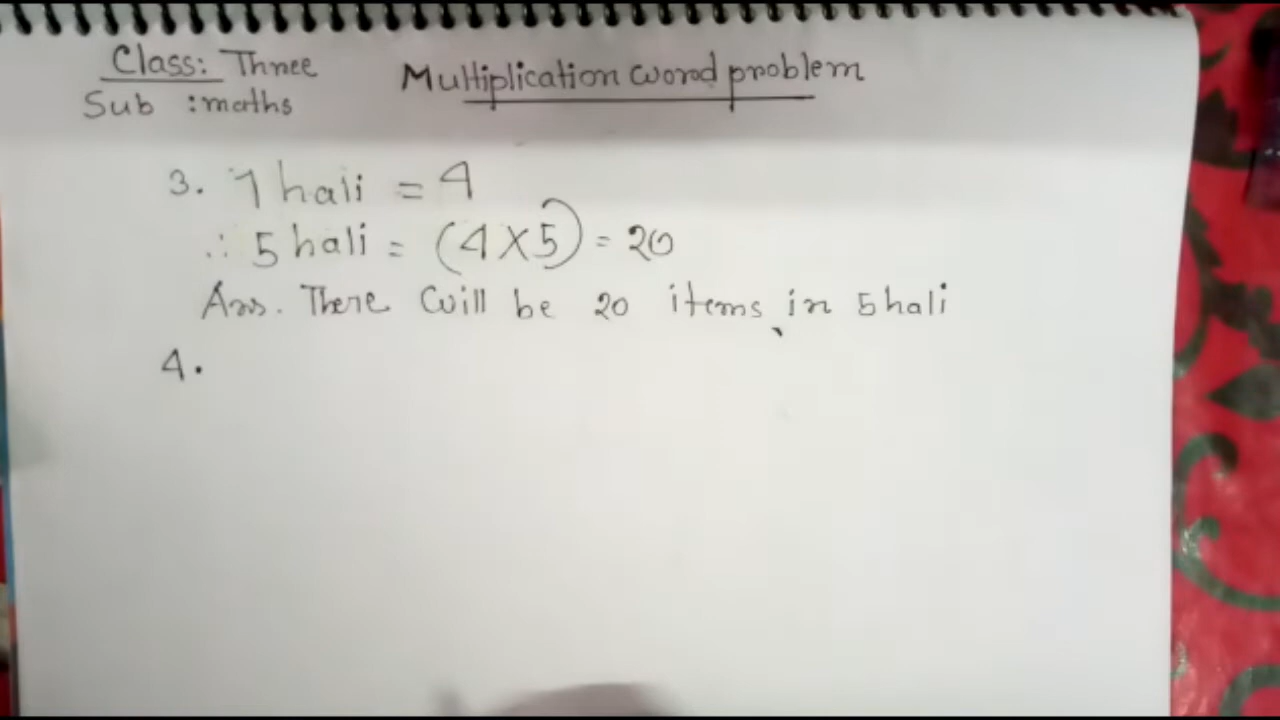 Class: Three Multiplication word problem
Sub : maths
3. 1 hali = 4
∴ 5 hali = (4×5) = 20
Ans. There will be 20 items in 5 hali
4.